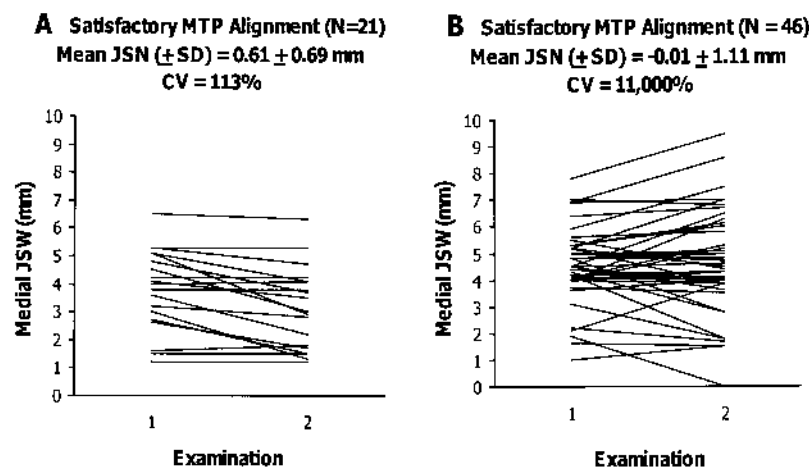 A Satisfactory MTP Alignment (N=21)
Mean JSN (±SD) = 0.61 ± 0.69 mm
CV = 113%
10
9
8
7
6
5
4
3
2
1
0
Medial JSW (mm)
1 2
Examination
B Satisfactory MTP Alignment (N = 46)
Mean JSN (±SD) = -0.01 ± 1.11 mm
CV = 11,000%
10
9
8
7
6
5
4
3
2
1
0
Medial JSW (mm)
1 2
Examination